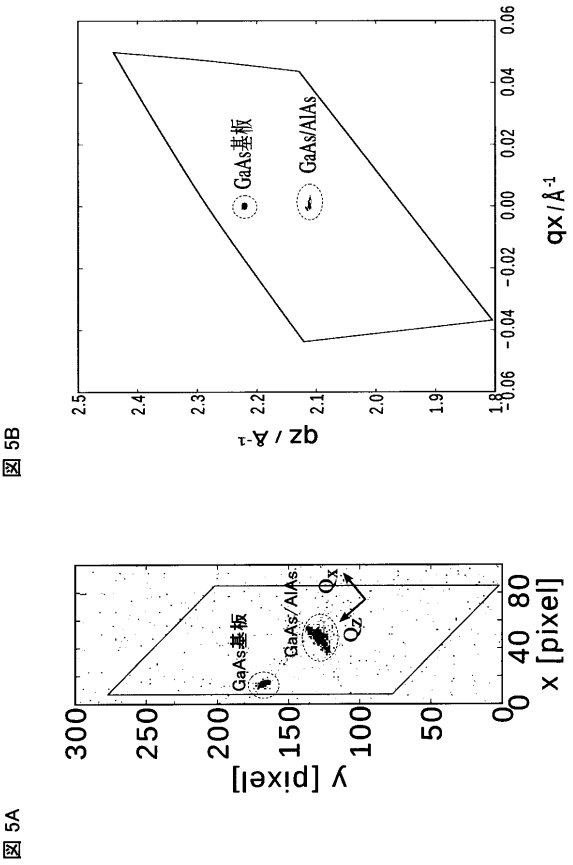 図 5A
y [pixel]
300
250
200
150
100
50
0
GaAs基板
GaAs/AlAs
Qx
Qz
0
40
80
x [pixel]
図 5B
qz / Å-1
2.5
2.4
2.3
2.2
2.1
2.0
1.9
1.8
GaAs基板
GaAs/AlAs
-0.06
-0.04
-0.02
0.00
0.02
0.04
0.06
qx / Å-1